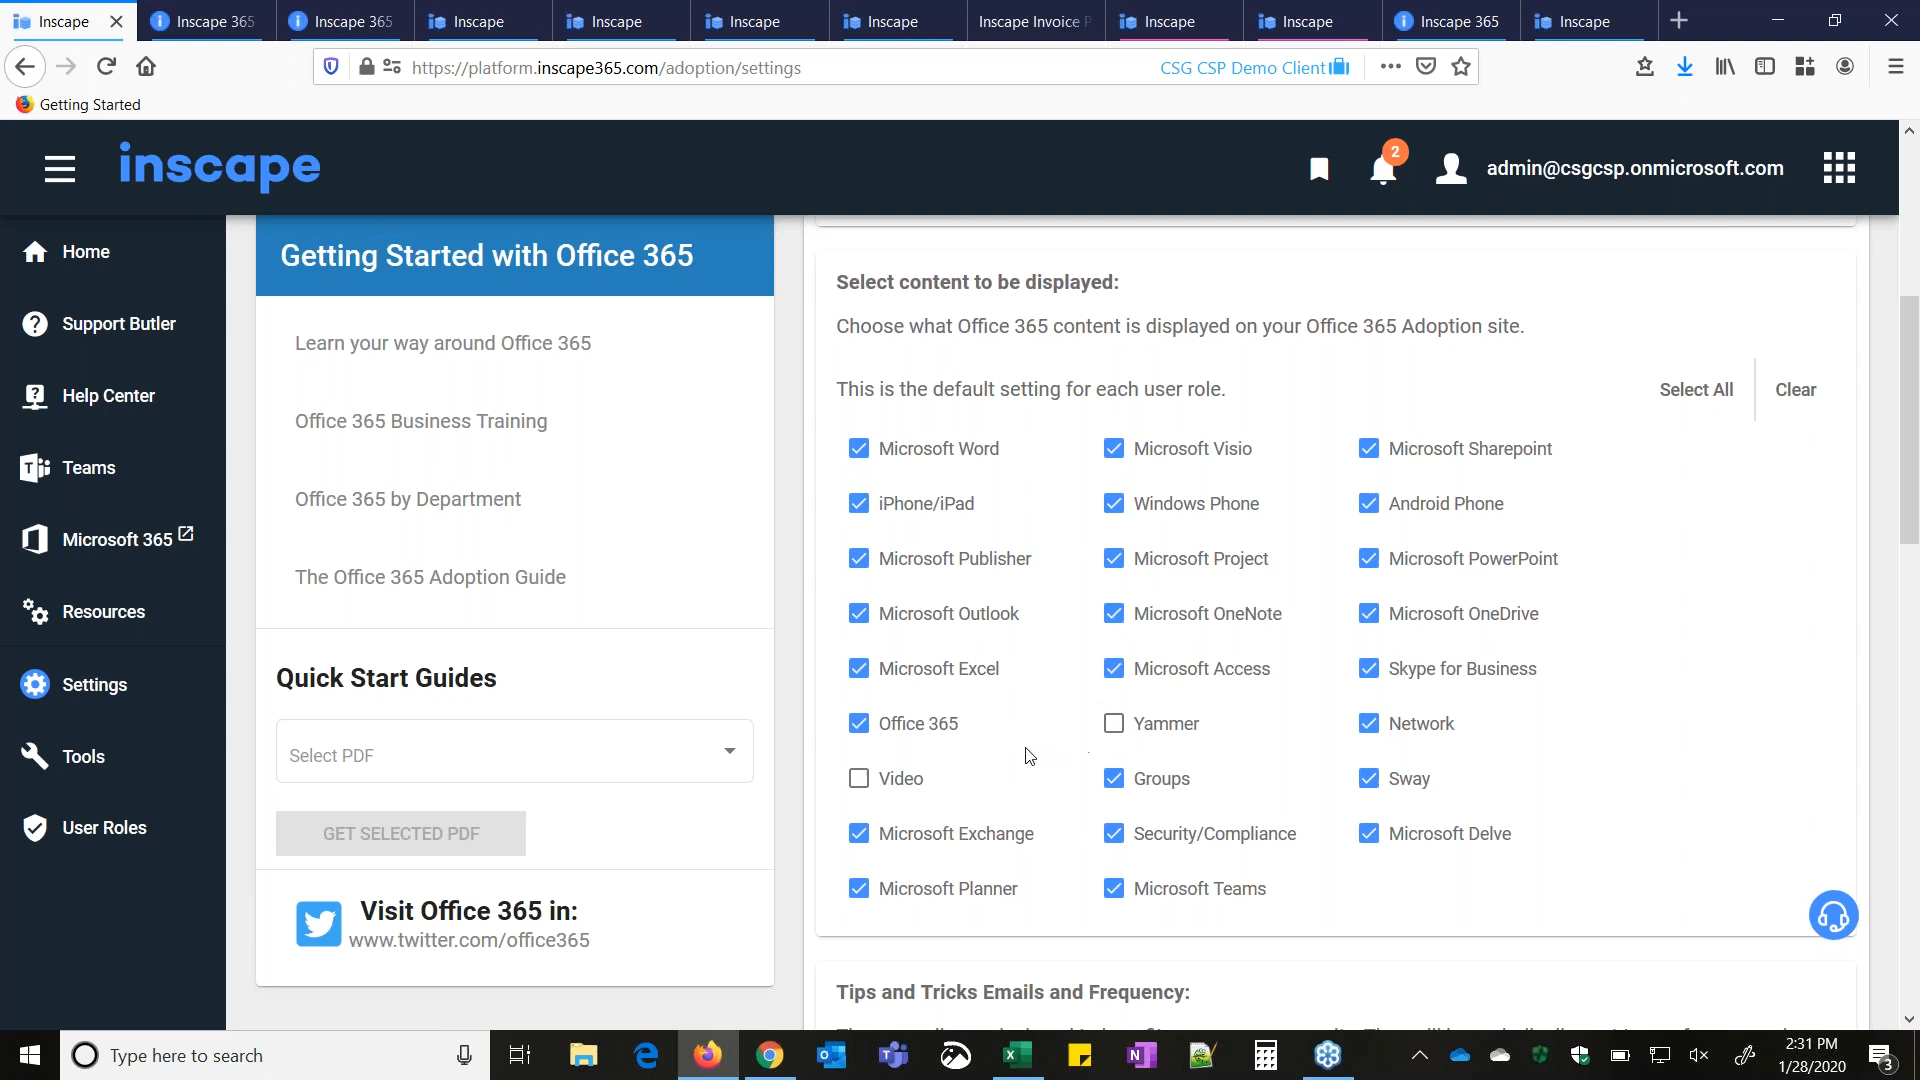 Inscape
Inscape 365
Inscape 365
Inscape
Inscape
Inscape
Inscape
Inscape Invoice
Inscape
Inscape
Inscape 365
Inscape
https://platform.inscape365.com/adoption/settings
CSG CSP Demo Client
Getting Started
inscape
2
admin@csgcsp.onmicrosoft.com
Home
Support Butler
Help Center
Teams
Microsoft 365
Resources
Settings
Tools
User Roles
Getting Started with Office 365
Learn your way around Office 365
Office 365 Business Training
Office 365 by Department
The Office 365 Adoption Guide
Quick Start Guides
Select PDF
GET SELECTED PDF
Visit Office 365 in:
www.twitter.com/office365
Select content to be displayed:
Choose what Office 365 content is displayed on your Office 365 Adoption site.
This is the default setting for each user role.
Select All
Clear
Microsoft Word
Microsoft Visio
Microsoft Sharepoint
iPhone/iPad
Windows Phone
Android Phone
Microsoft Publisher
Microsoft Project
Microsoft PowerPoint
Microsoft Outlook
Microsoft OneNote
Microsoft OneDrive
Microsoft Excel
Microsoft Access
Skype for Business
Office 365
Yammer
Network
Video
Groups
Sway
Microsoft Exchange
Security/Compliance
Microsoft Delve
Microsoft Planner
Microsoft Teams
Tips and Tricks Emails and Frequency:
Type here to search
2:31 PM
1/28/2020
3